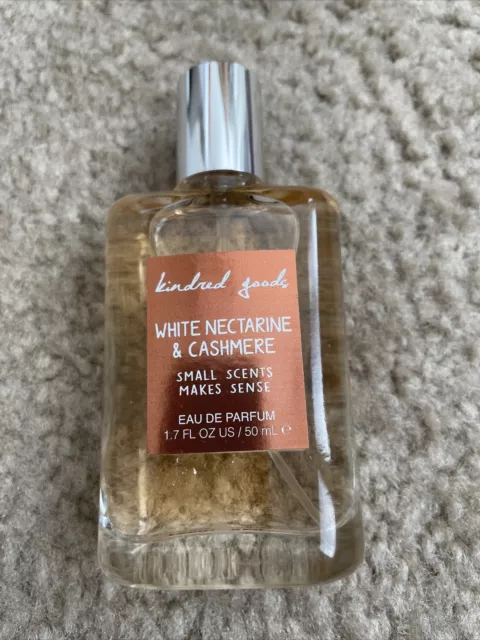 kindred goods
WHITE NECTARINE
& CASHMERE
SMALL SCENTS
MAKES SENSE
EAU DE PARFUM
1.7 FL OZ US / 50 mL ℮